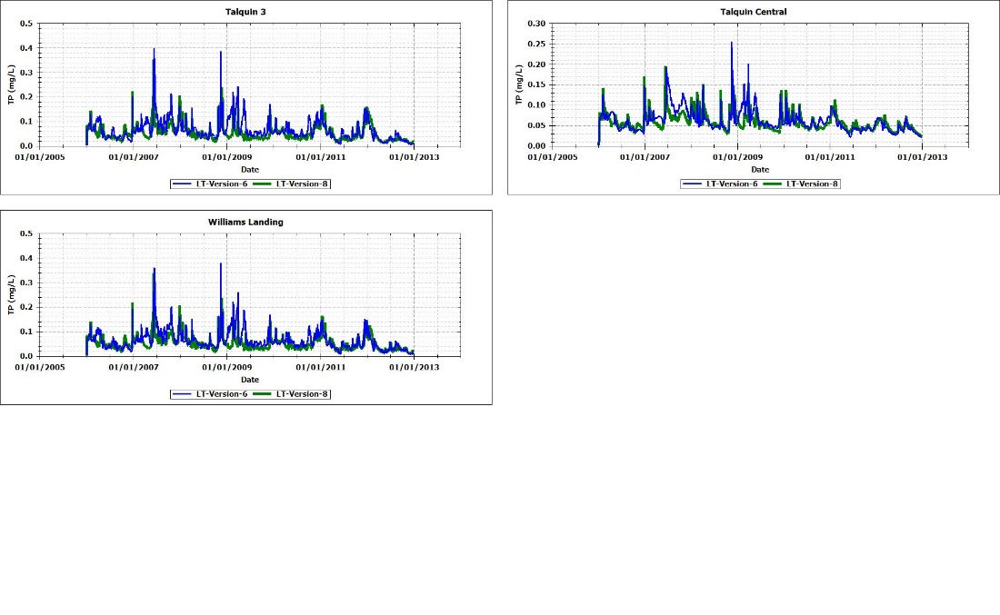 Talquin 3
0.5
0.4
0.3
0.2
0.1
0.0
TP (mg/L)
01/01/2005 01/01/2007 01/01/2009 01/01/2011 01/01/2013
Date
LT-Version-6 LT-Version-8
Talquin Central
0.30
0.25
0.20
0.15
0.10
0.05
0.00
TP (mg/L)
01/01/2005 01/01/2007 01/01/2009 01/01/2011 01/01/2013
Date
LT-Version-6 LT-Version-8
Williams Landing
0.5
0.4
0.3
0.2
0.1
0.0
TP (mg/L)
01/01/2005 01/01/2007 01/01/2009 01/01/2011 01/01/2013
Date
LT-Version-6 LT-Version-8